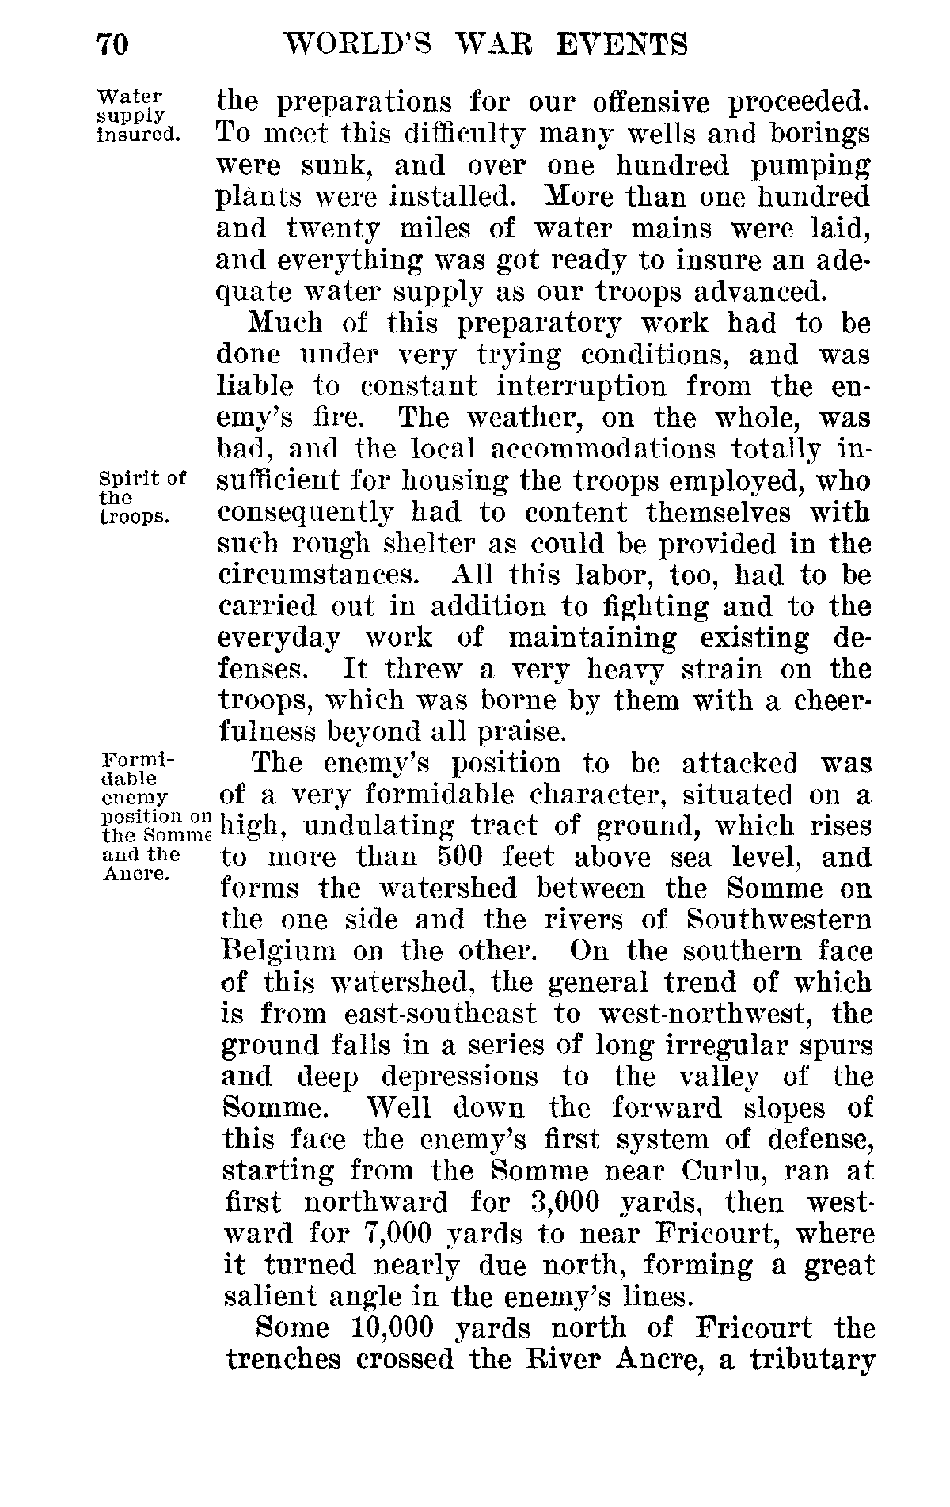 70 WORLD'S WAR EVENTS
Water
supply
insured.
the preparations for our offensive proceeded.
To meet this difficulty many wells and borings
were sunk, and over one hundred pumping
plants were installed. More than one hundred
and twenty miles of water mains were laid,
and everything was got ready to insure an ade-
quate water supply as our troops advanced.
Much of this preparatory work had to be
done under very trying conditions, and was
liable to constant interruption from the en-
emy's fire. The weather, on the whole, was
bad, and the local accommodations totally in-
Spirit of
the
troops.
sufficient for housing the troops employed, who
consequently had to content themselves with
such rough shelter as could be provided in the
circumstances. All this labor, too, had to be
carried out in addition to fighting and to the
everyday work of maintaining existing de-
fenses. It threw a very heavy strain on the
troops, which was borne by them with a cheer-
fulness beyond all praise.
Formi-
dable
enemy
position on
the Somme
and the
Ancre.
The enemy's position to be attacked was
of a very formidable character, situated on a
high, undulating tract of ground, which rises
to more than 500 feet above sea level, and
forms the watershed between the Somme on
the one side and the rivers of Southwestern
Belgium on the other. On the southern face
of this watershed, the general trend of which
is from east-southeast to west-northwest, the
ground falls in a series of long irregular spurs
and deep depressions to the valley of the
Somme. Well down the forward slopes of
this face the enemy's first system of defense,
starting from the Somme near Curlu, ran at
first northward for 3,000 yards, then west-
ward for 7,000 yards to near Fricourt, where
it turned nearly due north, forming a great
salient angle in the enemy's lines.
Some 10,000 yards north of Fricourt the
trenches crossed the River Ancre, a tributary